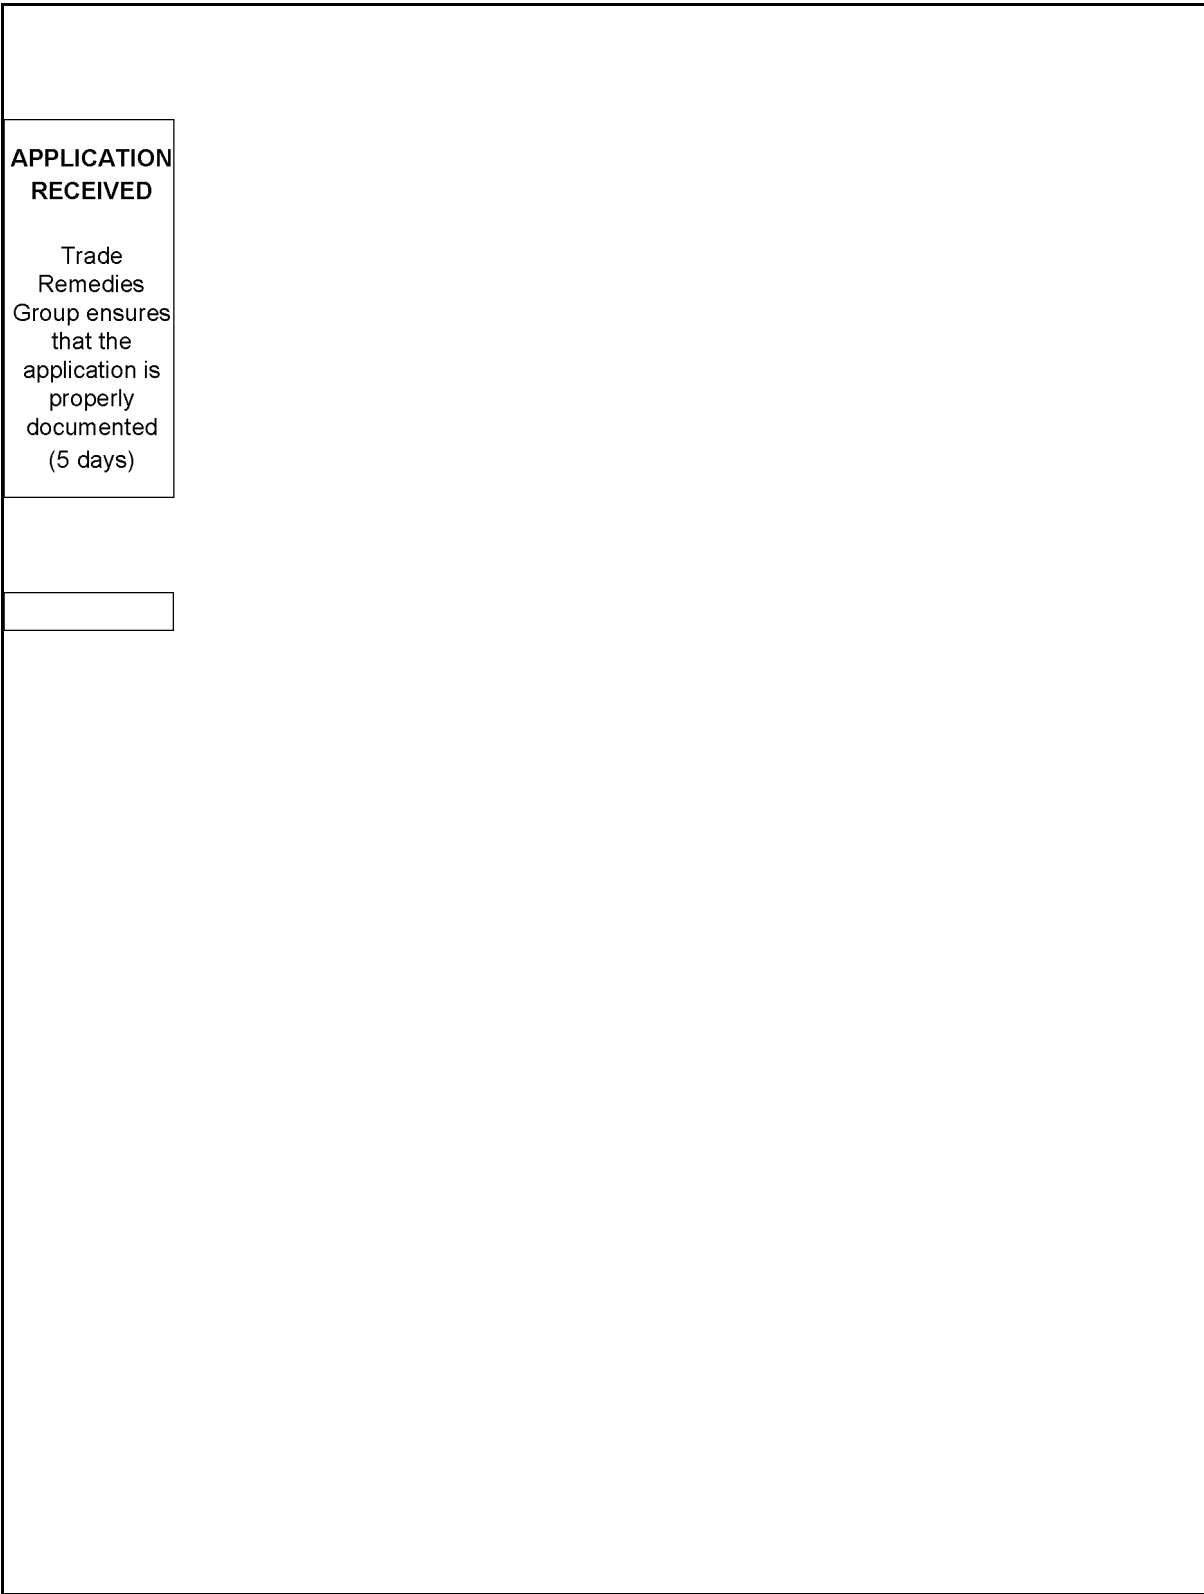 APPLICATION
RECEIVED
Trade
Remedies
Group ensures
that the
application is
properly
documented
(5 days)